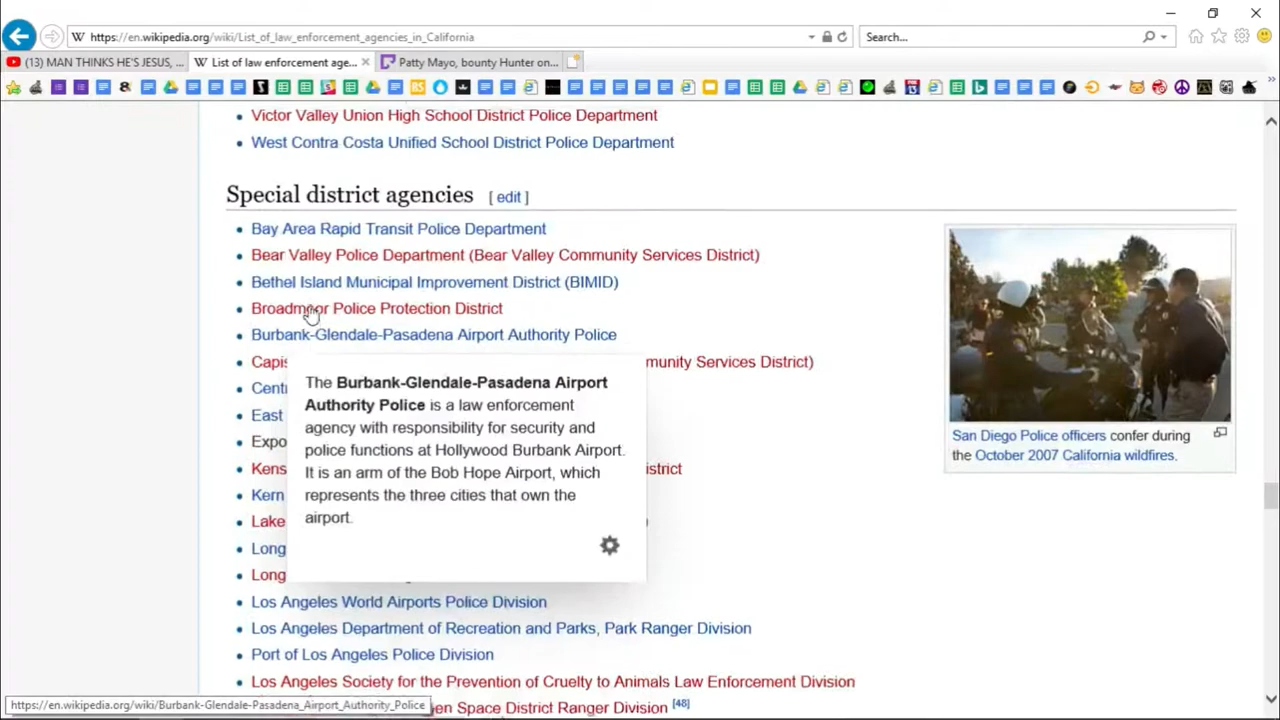 https://en.wikipedia.org/wiki/List_of_law_enforcement_agencies_in_California
Search...
(13) MAN THINKS HE'S JESUS, ...
List of law enforcement age...
Patty Mayo, bounty Hunter on...
Victor Valley Union High School District Police Department
West Contra Costa Unified School District Police Department
Special district agencies [ edit ]
Bay Area Rapid Transit Police Department
Bear Valley Police Department (Bear Valley Community Services District)
Bethel Island Municipal Improvement District (BIMID)
Broadmoor Police Protection District
Burbank-Glendale-Pasadena Airport Authority Police
Capis
munity Services District)
The Burbank-Glendale-Pasadena Airport
Authority Police is a law enforcement
agency with responsibility for security and
police functions at Hollywood Burbank Airport.
It is an arm of the Bob Hope Airport, which
represents the three cities that own the
airport.
Centr
East
Expo
Kens
istrict
Kern
Lake
Long
Long
Los Angeles World Airports Police Division
Los Angeles Department of Recreation and Parks, Park Ranger Division
Port of Los Angeles Police Division
Los Angeles Society for the Prevention of Cruelty to Animals Law Enforcement Division
en Space District Ranger Division [48]
San Diego Police officers confer during
the October 2007 California wildfires.
https://en.wikipedia.org/wiki/Burbank-Glendale-Pasadena_Airport_Authority_Police